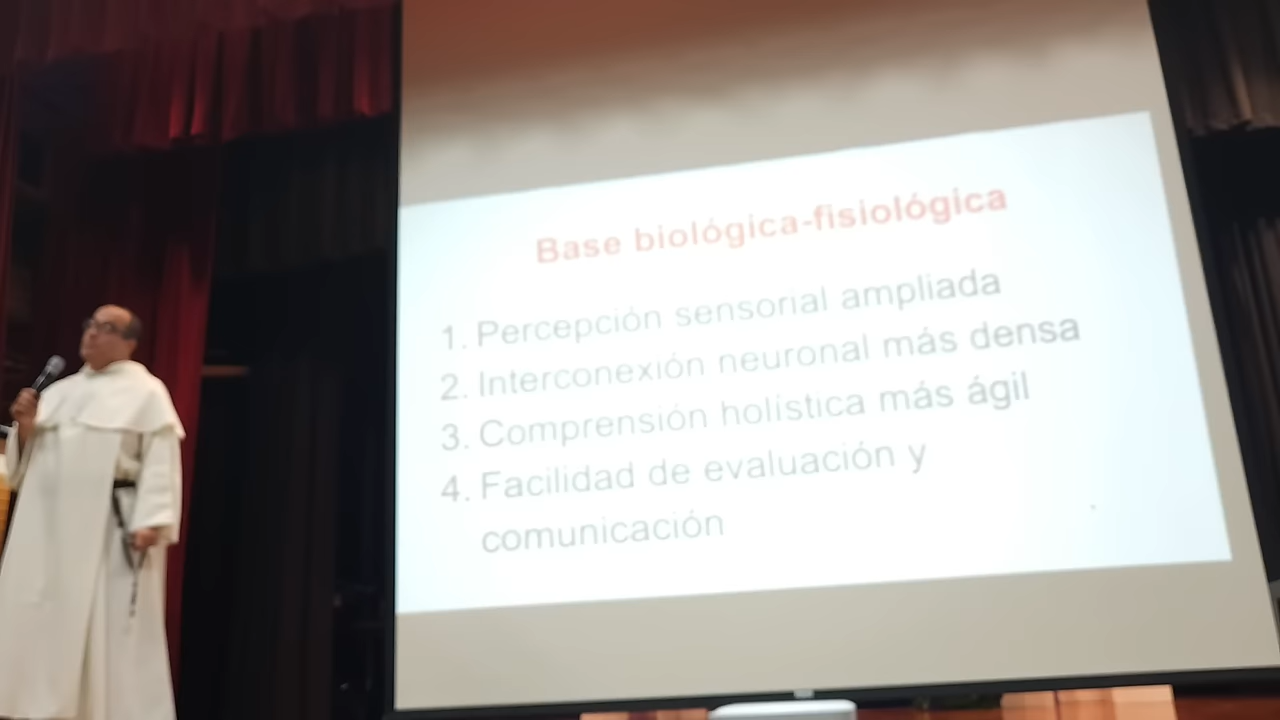 Base biológica-fisiológica
1. Percepción sensorial ampliada
2. Interconexión neuronal más densa
3. Comprensión holística más ágil
4. Facilidad de evaluación y
comunicación